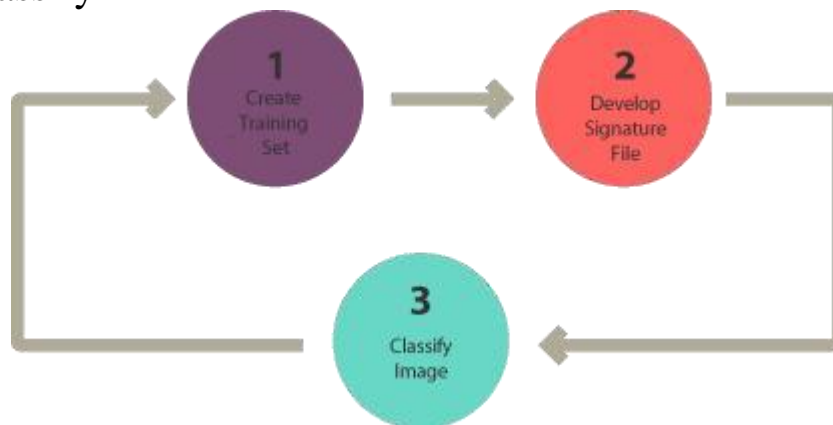 1
Create
Training
Set
2
Develop
Signature
File
3
Classify
Image